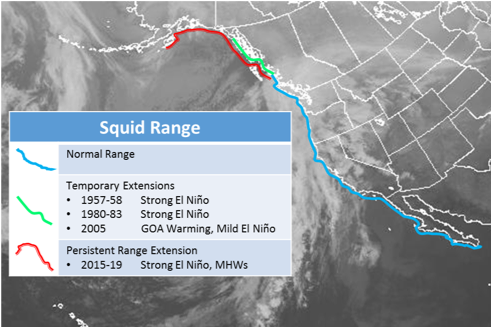 Squid Range
Normal Range
Temporary Extensions
• 1957-58 Strong El Niño
• 1980-83 Strong El Niño
• 2005 GOA Warming, Mild El Niño
Persistent Range Extension
• 2015-19 Strong El Niño, MHWs